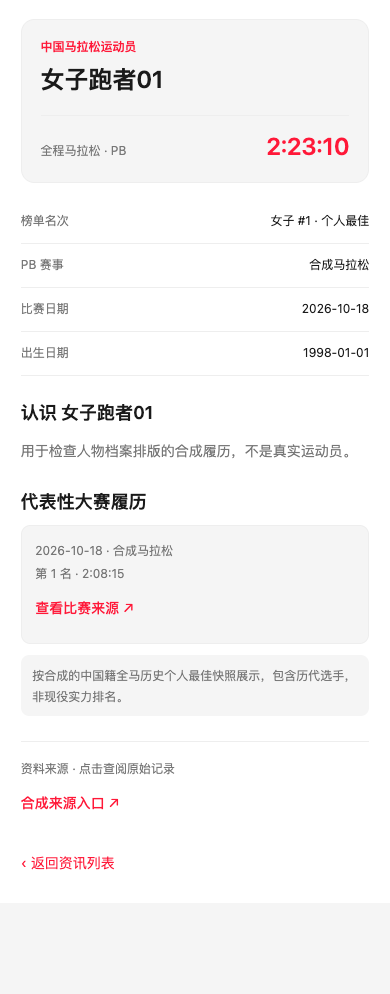 中国马拉松运动员
女子跑者01
全程马拉松 · PB
2:23:10
榜单名次
女子 #1 · 个人最佳
PB 赛事
合成马拉松
比赛日期
2026-10-18
出生日期
1998-01-01
认识 女子跑者01
用于检查人物档案排版的合成履历，不是真实运动员。
代表性大赛履历
2026-10-18 · 合成马拉松
第 1 名 · 2:08:15
查看比赛来源 ↗
按合成的中国籍全马历史个人最佳快照展示，包含历代选手，
非现役实力排名。
资料来源 · 点击查阅原始记录
合成来源入口 ↗
‹ 返回资讯列表